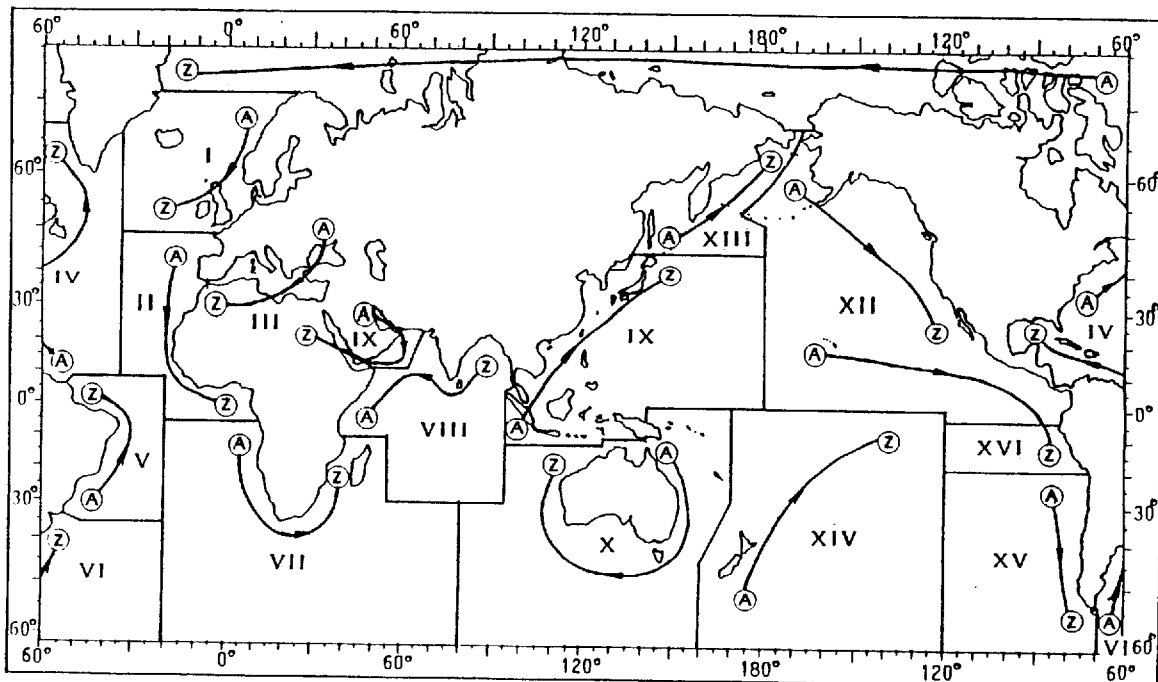 60° 0° 60° 120° 180° 120° 60°
Z A
A
60° Z I Z 60°
Z A
A XIII
IV A A Z
II I XII
30° Z III A IX A 30°
Z IX Z Z IV
Z A
A
0° Z Z A 0°
A VIII A
V A A Z XVI Z
Z Z
30° A A 30°
Z X XIV
VI VII XV
A
A Z A
60° VI 60°
60° 0° 60° 120° 180° 120° 60°